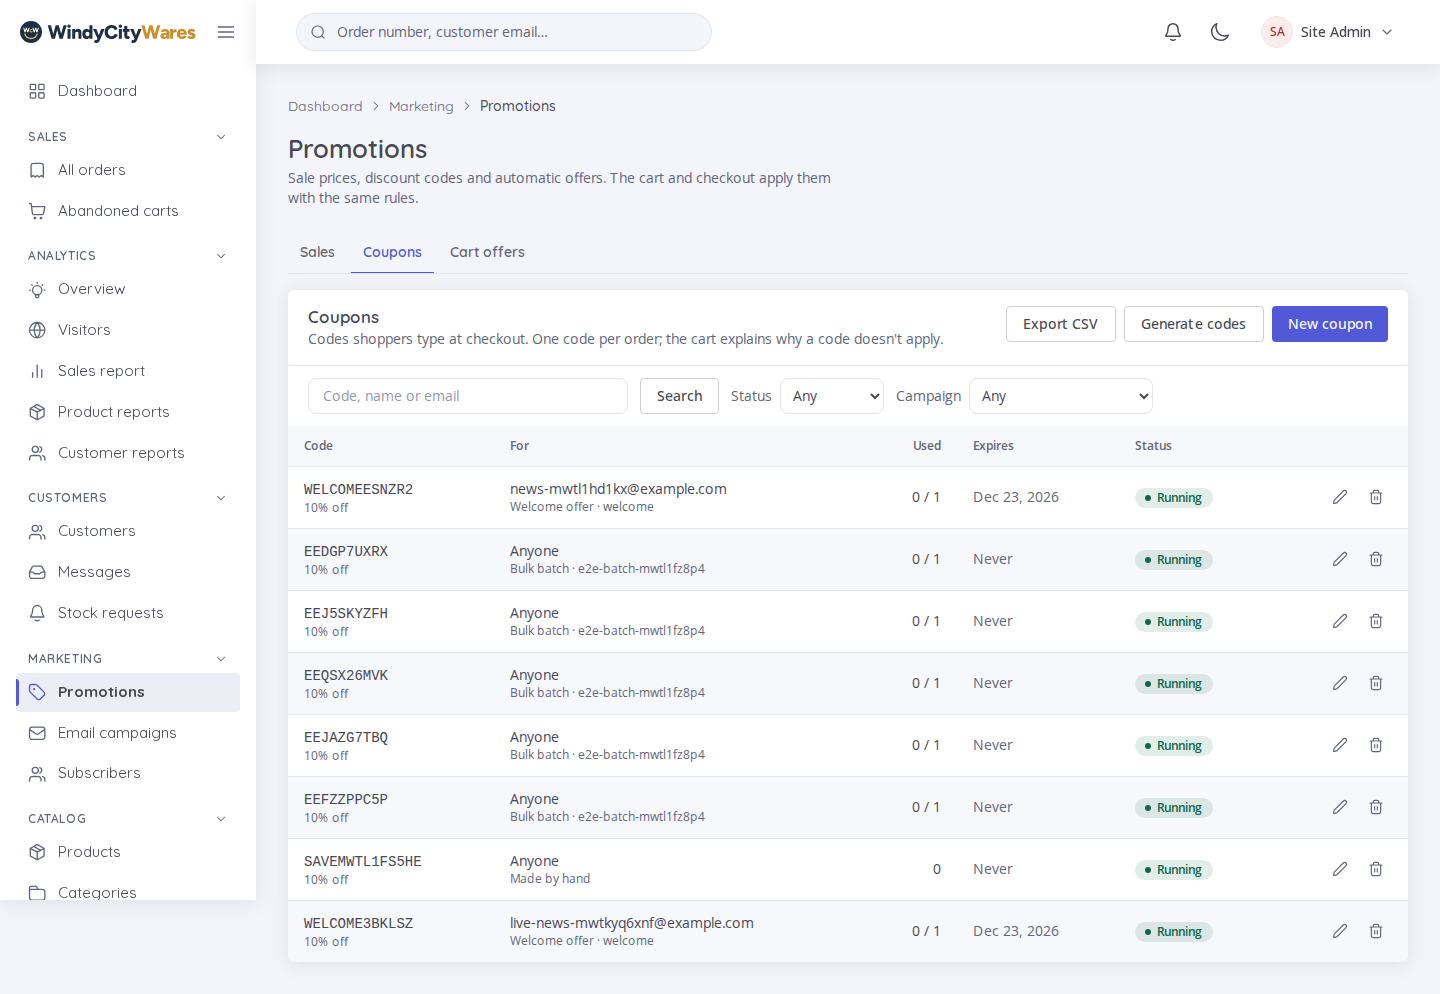 WindyCityWares
Order number, customer email...
SA
Site Admin
Dashboard
SALES
All orders
Abandoned carts
ANALYTICS
Overview
Visitors
Sales report
Product reports
Customer reports
CUSTOMERS
Customers
Messages
Stock requests
MARKETING
Promotions
Email campaigns
Subscribers
CATALOG
Products
Categories
Dashboard > Marketing > Promotions
Promotions
Sale prices, discount codes and automatic offers. The cart and checkout apply them
with the same rules.
Sales Coupons Cart offers
Coupons
Codes shoppers type at checkout. One code per order; the cart explains why a code doesn't apply.
Export CSV Generate codes New coupon
Code, name or email Search Status Any Campaign Any
Code For Used Expires Status
WELCOMEESNZR2 news-mwtl1hd1kx@example.com 0 / 1 Dec 23, 2026 Running
10% off Welcome offer · welcome
EEDGP7UXRX Anyone 0 / 1 Never Running
10% off Bulk batch · e2e-batch-mwtl1fz8p4
EEJ5SKYZFH Anyone 0 / 1 Never Running
10% off Bulk batch · e2e-batch-mwtl1fz8p4
EEQSX26MVK Anyone 0 / 1 Never Running
10% off Bulk batch · e2e-batch-mwtl1fz8p4
EEJAZG7TBQ Anyone 0 / 1 Never Running
10% off Bulk batch · e2e-batch-mwtl1fz8p4
EEFZZPPC5P Anyone 0 / 1 Never Running
10% off Bulk batch · e2e-batch-mwtl1fz8p4
SAVEMWTL1FS5HE Anyone 0 Never Running
10% off Made by hand
WELCOME3BKLSZ live-news-mwtkyq6xnf@example.com 0 / 1 Dec 23, 2026 Running
10% off Welcome offer · welcome